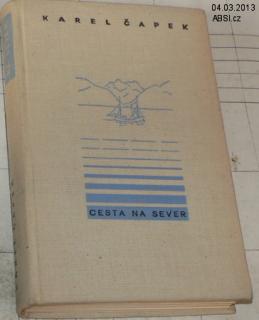 04.03.2013
ABSI.cz
KAREL ČAPEK
CESTA NA SEVER